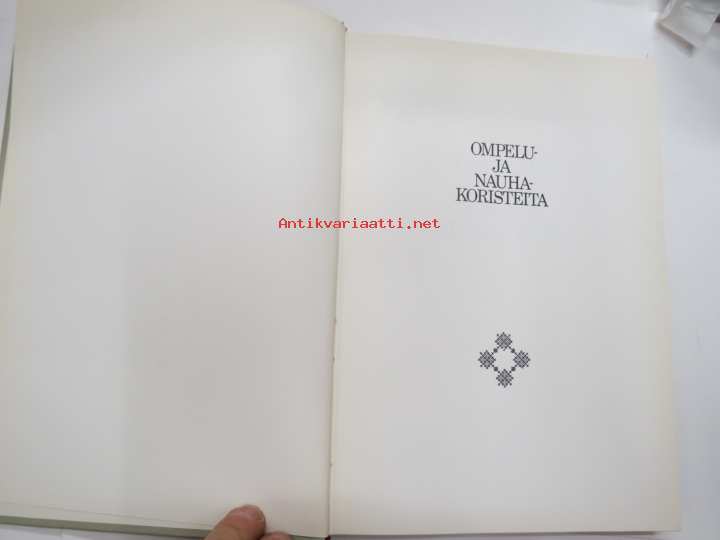 OMPELU-
JA
NAUHA-
KORISTEITA
Antikvariaatti.net